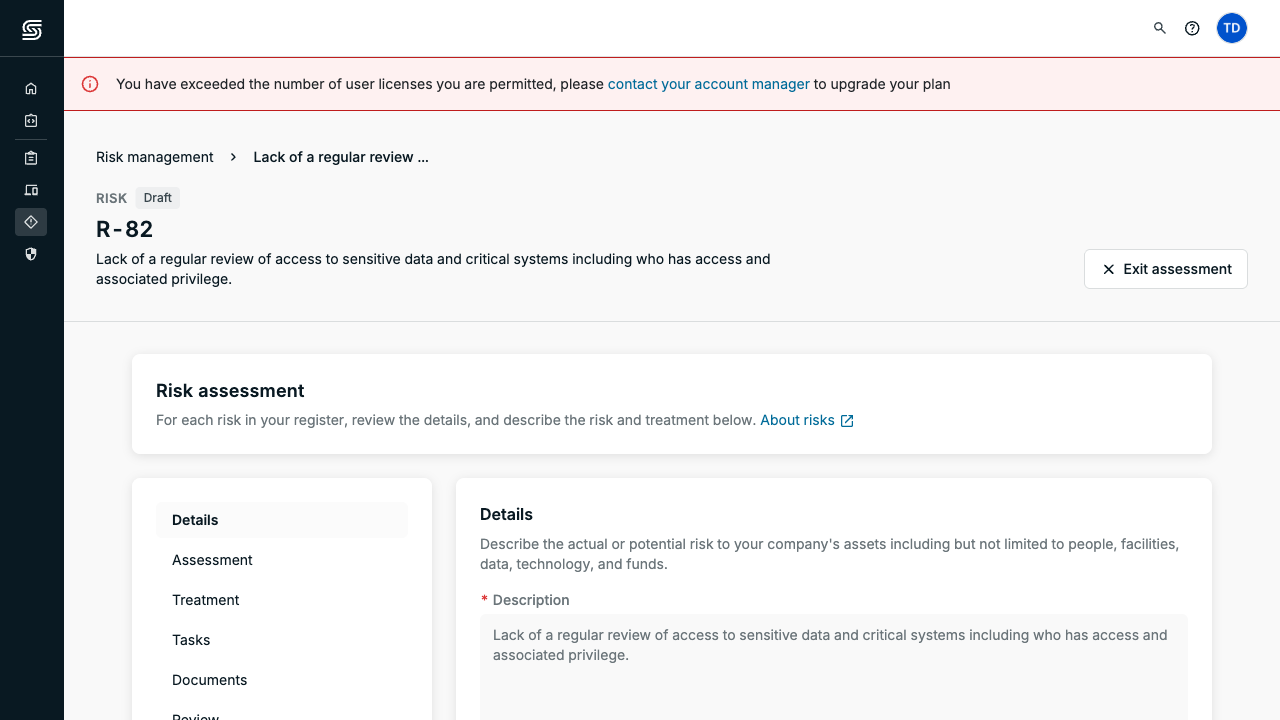 TD
You have exceeded the number of user licenses you are permitted, please contact your account manager to upgrade your plan
Risk management > Lack of a regular review ...
RISK Draft
R-82
Lack of a regular review of access to sensitive data and critical systems including who has access and
associated privilege.
Exit assessment
Risk assessment
For each risk in your register, review the details, and describe the risk and treatment below. About risks
Details
Assessment
Treatment
Tasks
Documents
Review
Details
Describe the actual or potential risk to your company's assets including but not limited to people, facilities,
data, technology, and funds.
* Description
Lack of a regular review of access to sensitive data and critical systems including who has access and
associated privilege.